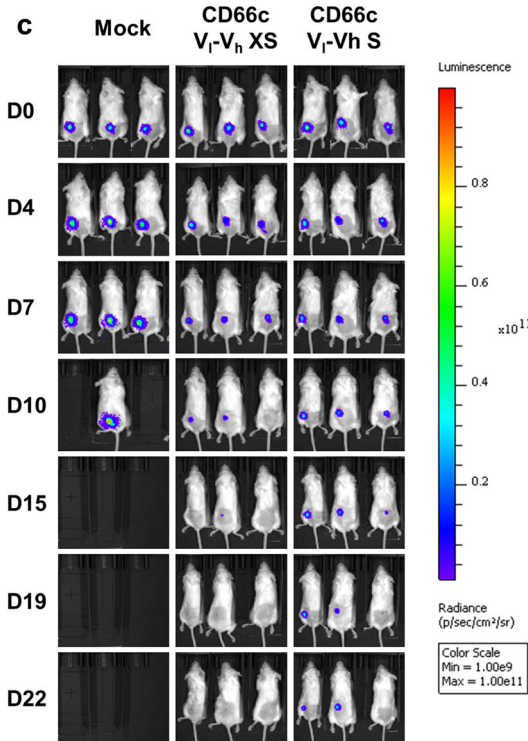 C
Mock
CD66c
Vl-Vh XS
CD66c
Vl-Vh S
D0
D4
D7
D10
D15
D19
D22
Luminescence
0.8
0.6
x10
0.4
0.2
Radiance
(p/sec/cm²/sr)
Color Scale
Min = 1.00e9
Max = 1.00e11